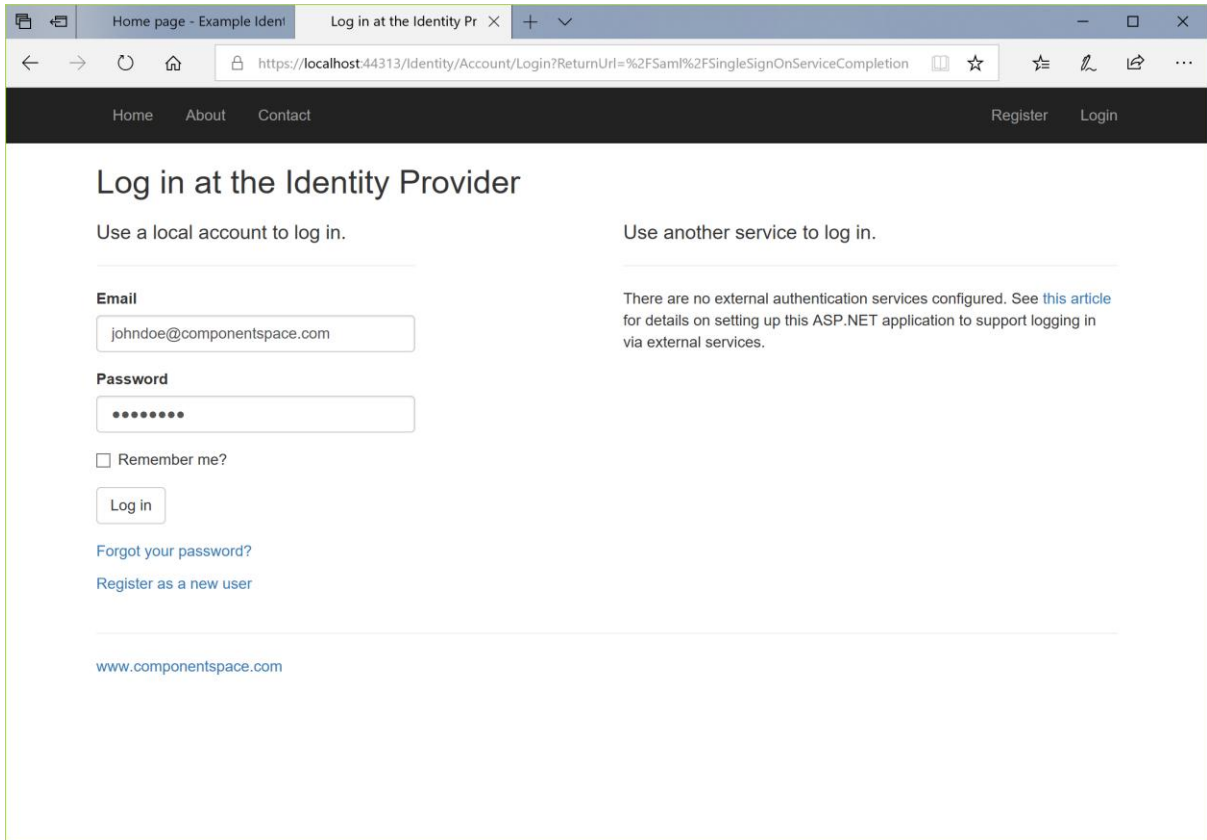 Home page - Example Ident
Log in at the Identity Pr
https://localhost:44313/Identity/Account/Login?ReturnUrl=%2FSaml%2FSingleSignOnServiceCompletion
Home About Contact Register Login
Log in at the Identity Provider
Use a local account to log in.
Email
johndoe@componentspace.com
Password
••••••••
Remember me?
Log in
Forgot your password?
Register as a new user
Use another service to log in.
There are no external authentication services configured. See this article
for details on setting up this ASP.NET application to support logging in
via external services.
www.componentspace.com